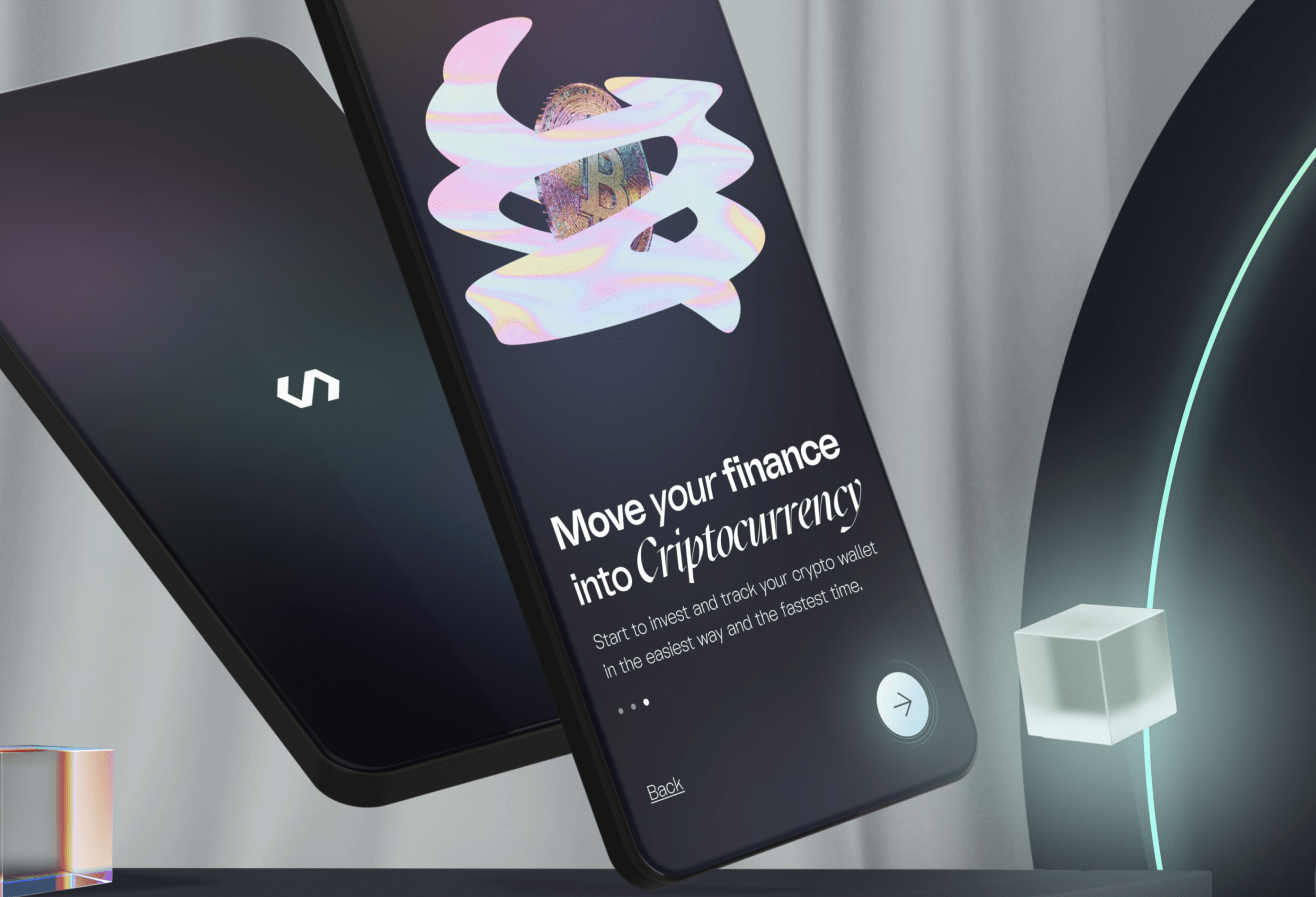 Move your finance
into Criptocurrency
Start to invest and track your crypto wallet
in the easiest way and the fastest time.
Back